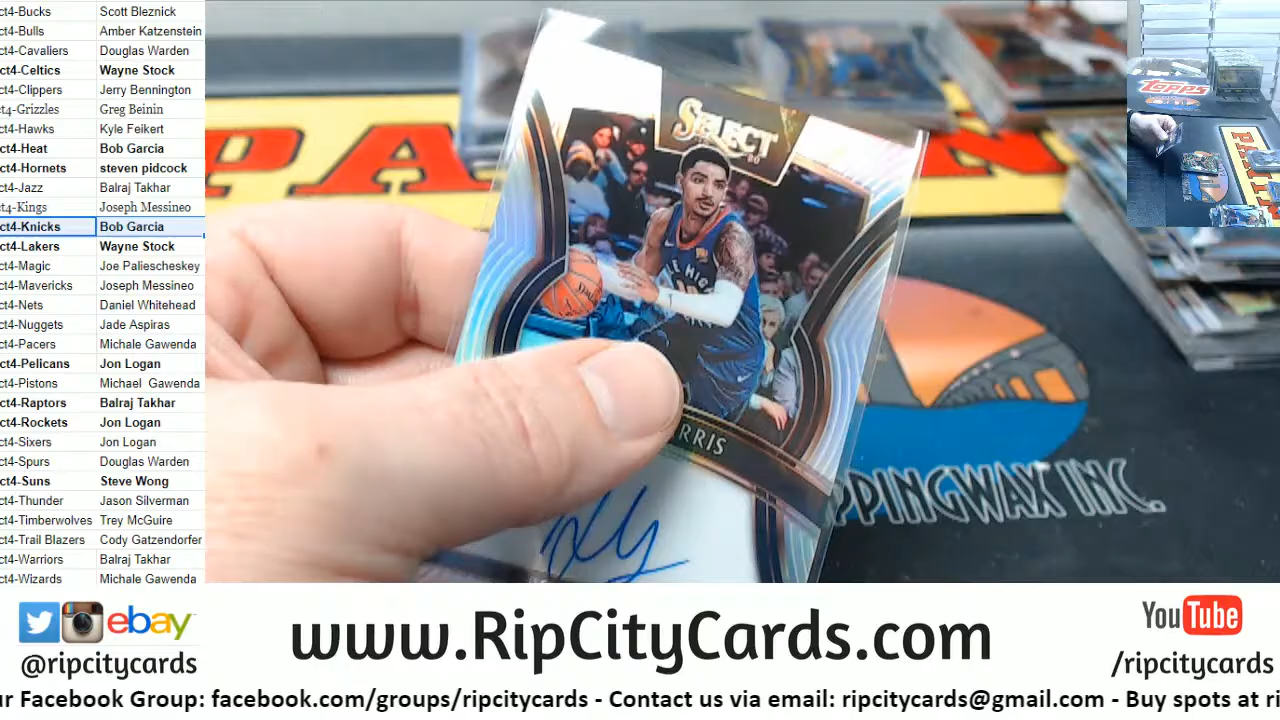 ct4-Bucks Scott Bleznick
ct4-Bulls Amber Katzenstein
ct4-Cavaliers Douglas Warden
ct4-Celtics Wayne Stock
ct4-Clippers Jerry Bennington
ct4-Grizzles Greg Beinin
ct4-Hawks Kyle Feikert
ct4-Heat Bob Garcia
ct4-Hornets steven pidcock
ct4-Jazz Balraj Takhar
ct4-Kings Joseph Messineo
ct4-Knicks Bob Garcia
ct4-Lakers Wayne Stock
ct4-Magic Joe Paliescheskey
ct4-Mavericks Joseph Messineo
ct4-Nets Daniel Whitehead
ct4-Nuggets Jade Aspiras
ct4-Pacers Michale Gawenda
ct4-Pelicans Jon Logan
ct4-Pistons Michael Gawenda
ct4-Raptors Balraj Takhar
ct4-Rockets Jon Logan
ct4-Sixers Jon Logan
ct4-Spurs Douglas Warden
ct4-Suns Steve Wong
ct4-Thunder Jason Silverman
ct4-Timberwolves Trey McGuire
ct4-Trail Blazers Cody Gatzendorfer
ct4-Warriors Balraj Takhar
ct4-Wizards Michale Gawenda
SELECT
RRIS
PPINGWAX INC.
topps
ebay
@ripcitycards
www.RipCityCards.com
YouTube
/ripcitycards
ur Facebook Group: facebook.com/groups/ripcitycards - Contact us via email: ripcitycards@gmail.com - Buy spots at ri